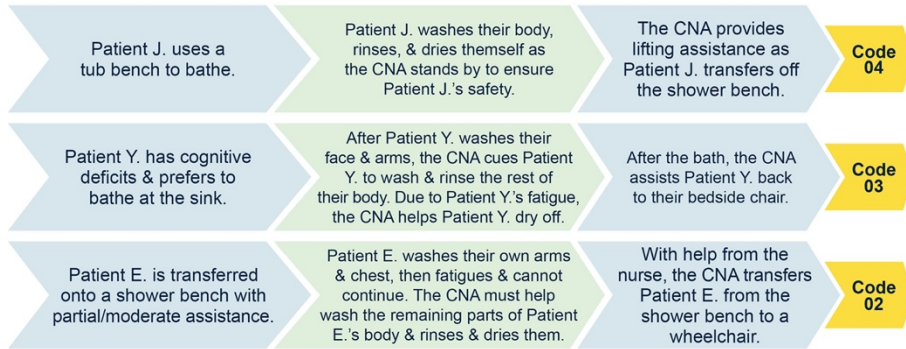 Patient J. uses a
tub bench to bathe.
Patient J. washes their body,
rinses, & dries themself as
the CNA stands by to ensure
Patient J.'s safety.
The CNA provides
lifting assistance as
Patient J. transfers off
the shower bench.
Code
04
Patient Y. has cognitive
deficits & prefers to
bathe at the sink.
After Patient Y. washes their
face & arms, the CNA cues Patient
Y. to wash & rinse the rest of
their body. Due to Patient Y.'s fatigue,
the CNA helps Patient Y. dry off.
After the bath, the CNA
assists Patient Y. back
to their bedside chair.
Code
03
Patient E. is transferred
onto a shower bench with
partial/moderate assistance.
Patient E. washes their own arms
& chest, then fatigues & cannot
continue. The CNA must help
wash the remaining parts of Patient
E.'s body & rinses & dries them.
With help from the
nurse, the CNA transfers
Patient E. from the
shower bench to a
wheelchair.
Code
02